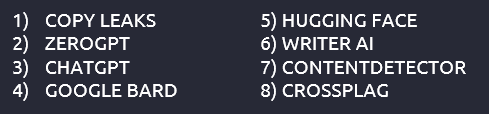 1) COPY LEAKS
2) ZEROGPT
3) CHATGPT
4) GOOGLE BARD
5) HUGGING FACE
6) WRITER AI
7) CONTENTDETECTOR
8) CROSSPLAG